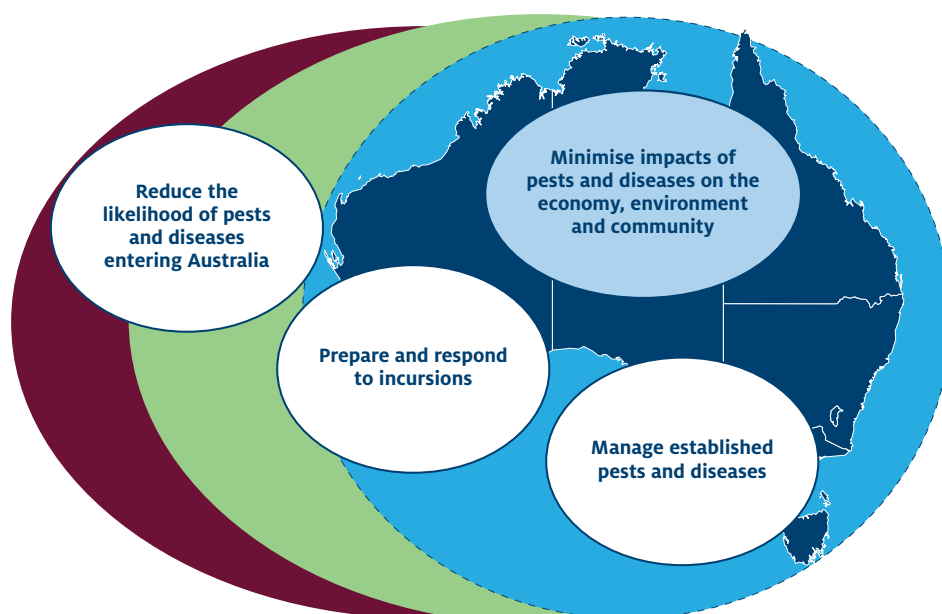 Minimise impacts of
pests and diseases on the
economy, environment
and community
Reduce the
likelihood of pests
and diseases
entering Australia
Prepare and respond
to incursions
Manage established
pests and diseases